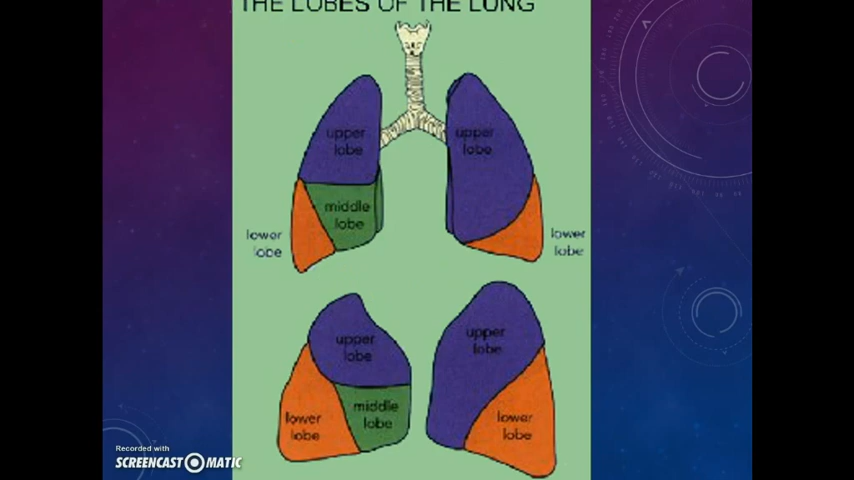 THE LOBES OF THE LUNG
upper
lobe
upper
lobe
middle
lobe
lower
lobe
lower
lobe
upper
lobe
upper
lobe
middle
lobe
lower
lobe
lower
lobe
Recorded with
SCREENCAST MATIC